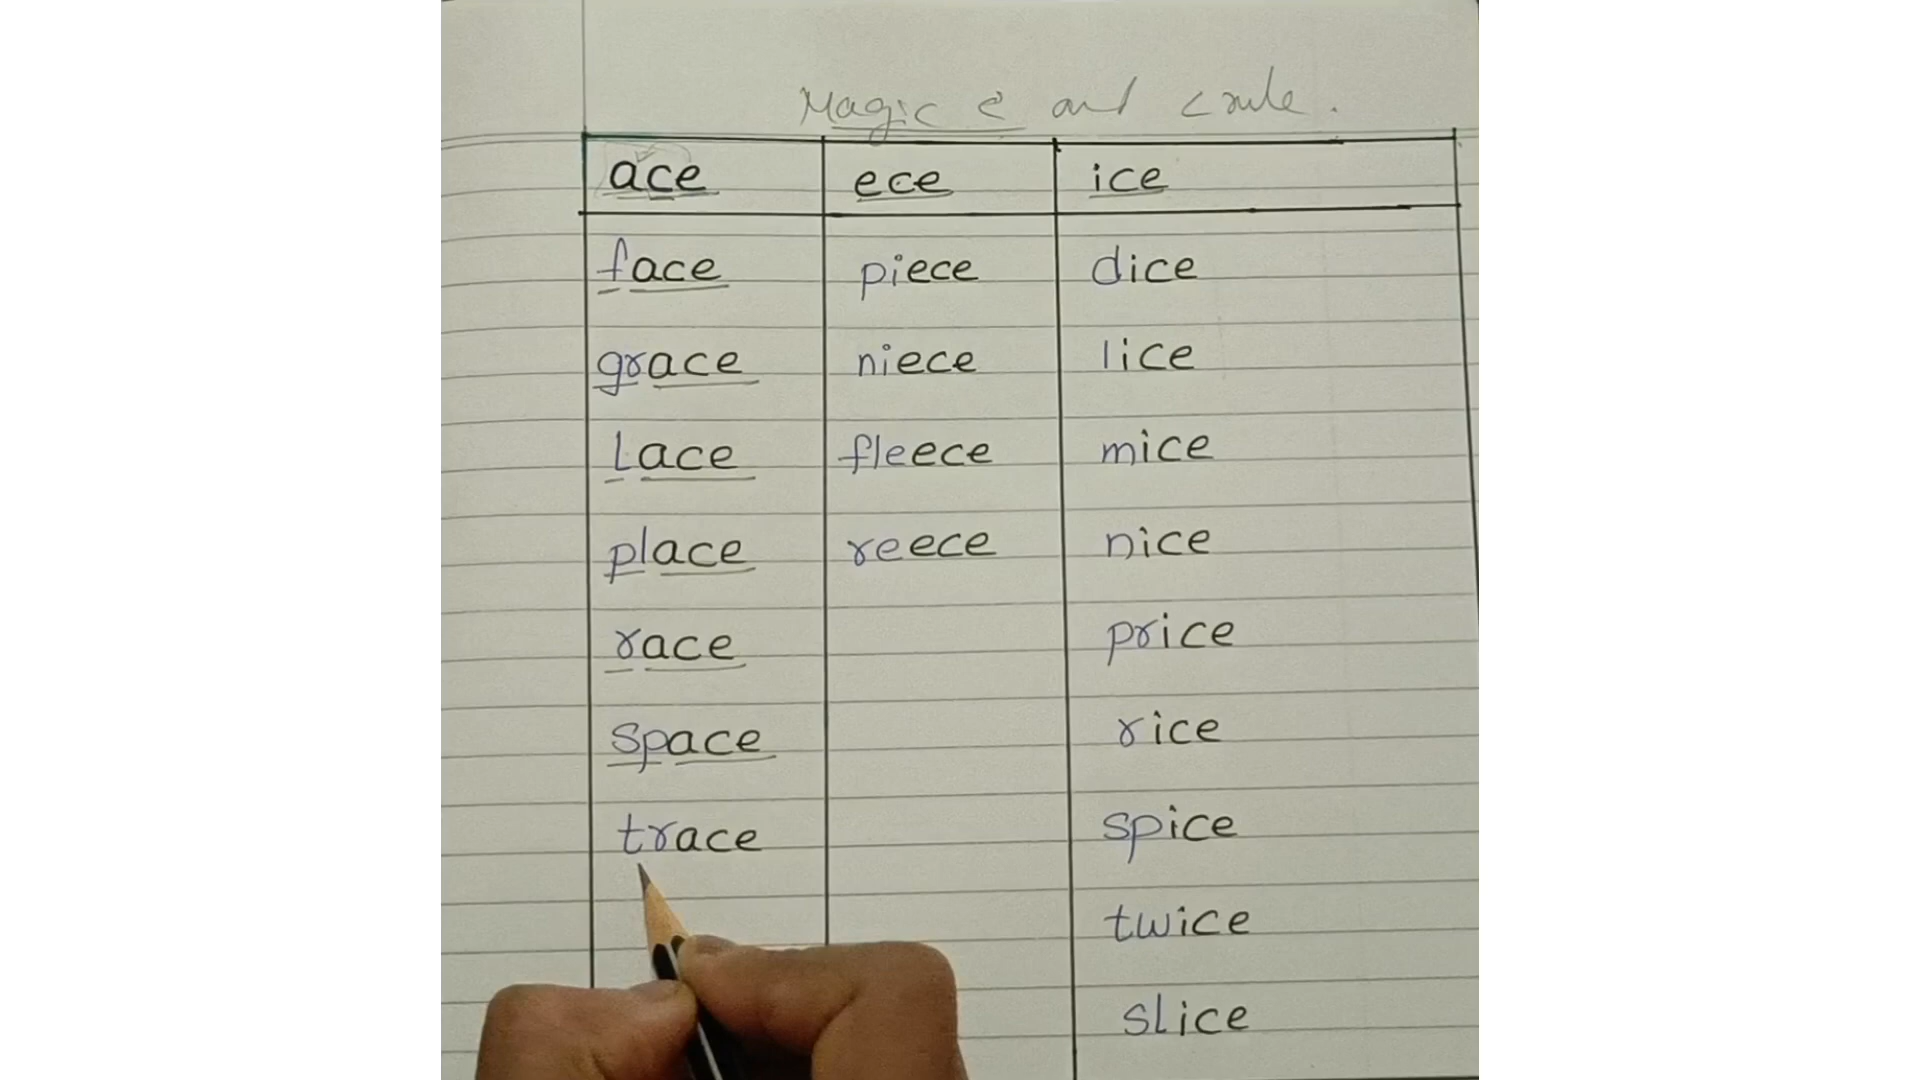 Magic e and c rule.
ace ece ice
face piece dice
grace niece lice
Lace fleece mice
place reece nice
race price
space rice
trace spice
twice
slice